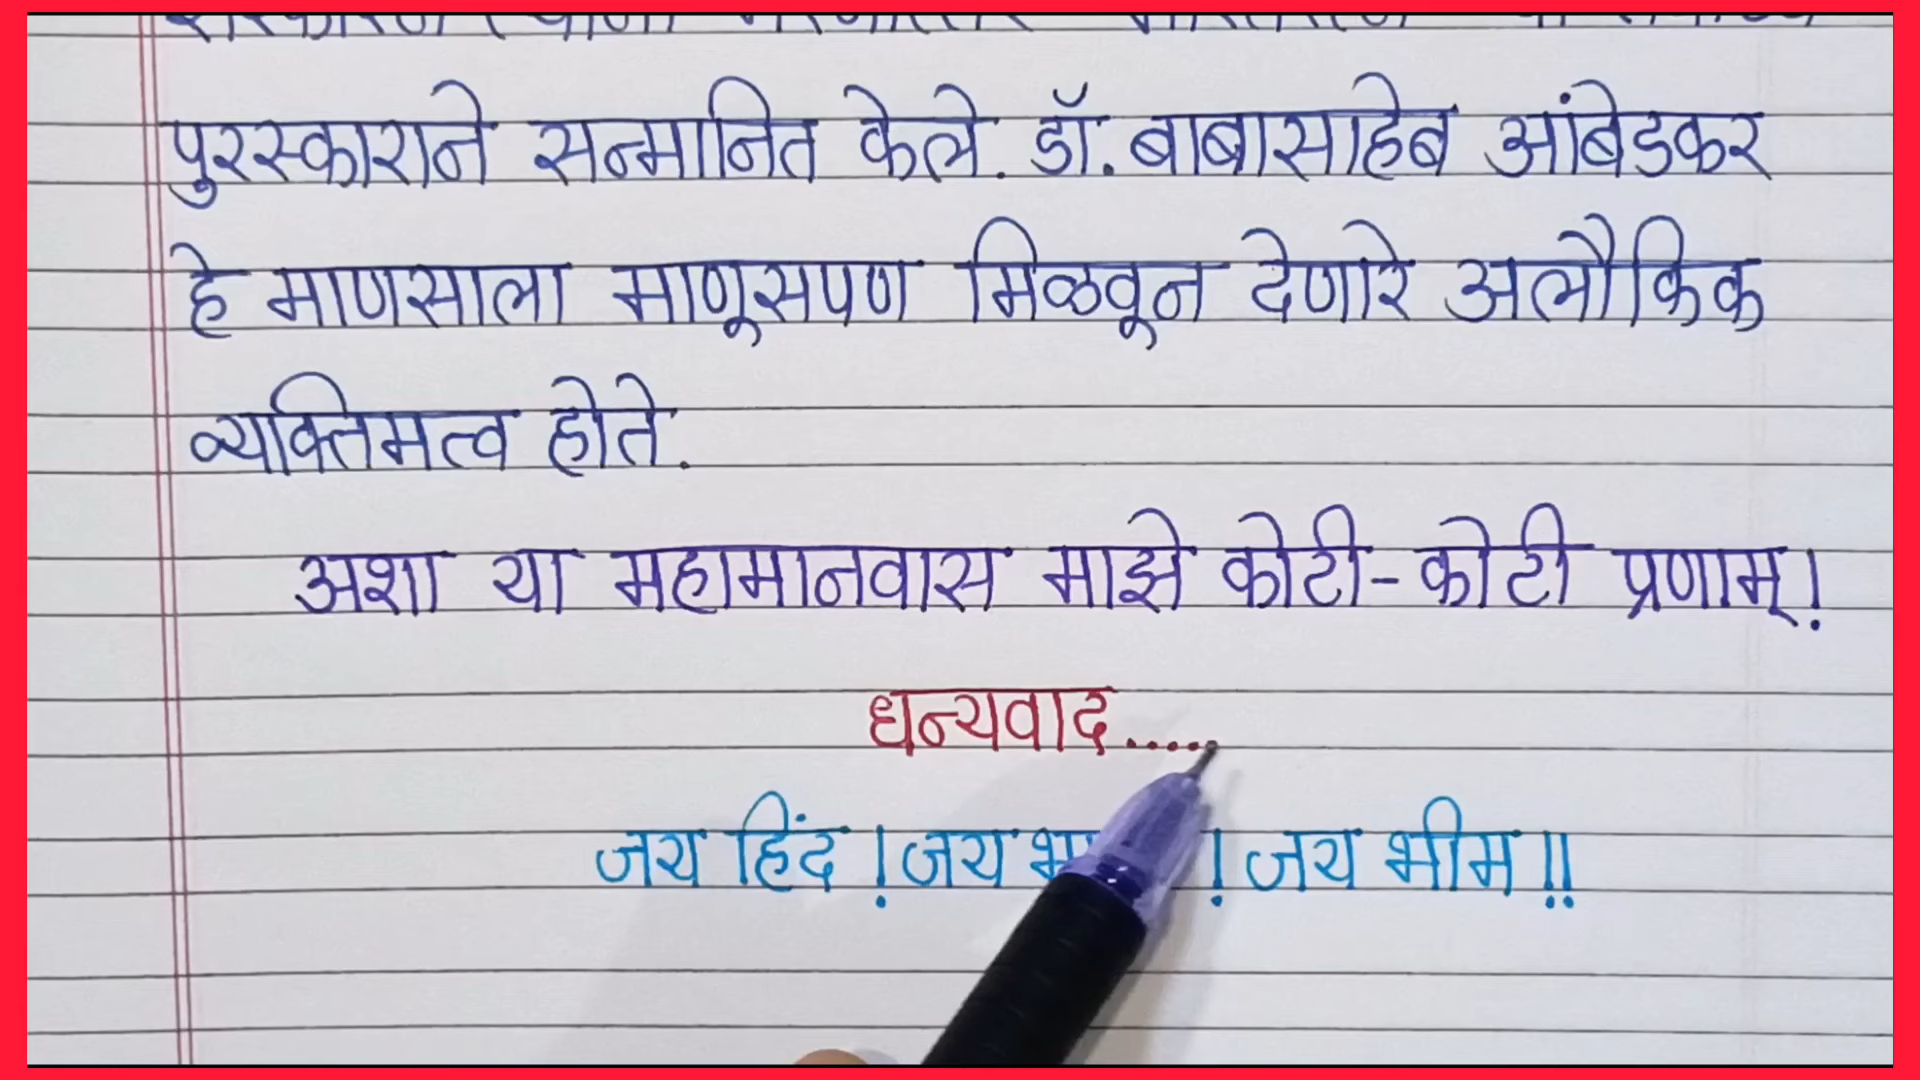 पुरस्काराने सन्मानित केले. डॉ. बाबासाहेब आंबेडकर
हे माणसाला माणूसपण मिळवून देणारे अलौकिक
व्यक्तिमत्व होते.
अशा या महामानवास माझे कोटी-कोटी प्रणाम्!
धन्यवाद.....
जय हिंद ! जय ! जय भीम !!